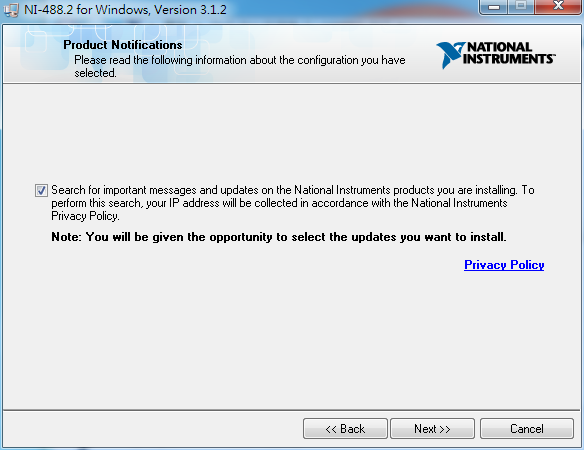 NI-488.2 for Windows, Version 3.1.2
Product Notifications
Please read the following information about the configuration you have
selected.
NATIONAL
INSTRUMENTS™
Search for important messages and updates on the National Instruments products you are installing. To
perform this search, your IP address will be collected in accordance with the National Instruments
Privacy Policy.
Note: You will be given the opportunity to select the updates you want to install.
Privacy Policy
<< Back
Next >>
Cancel